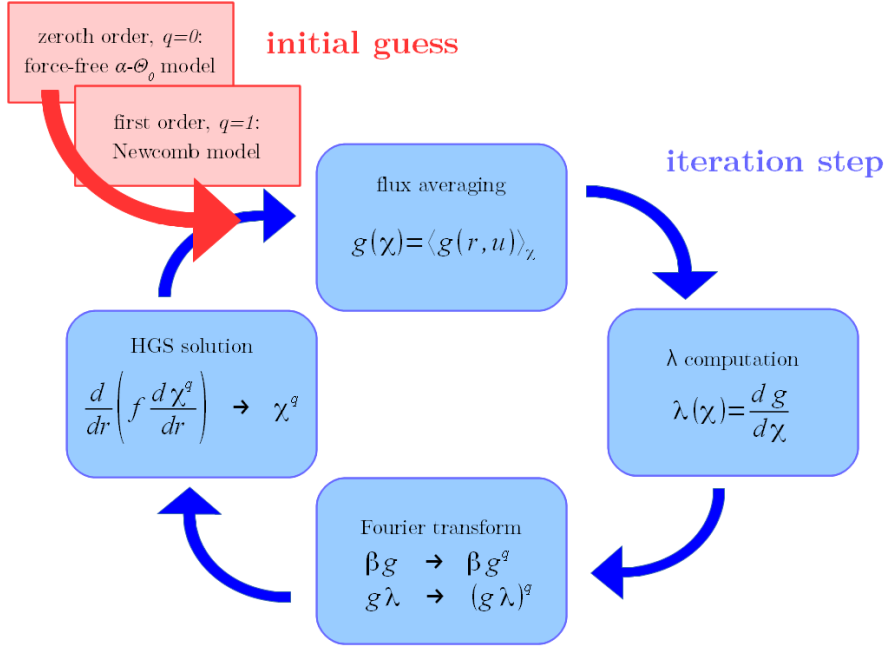 zeroth order, q=0:
force-free α-Θ₀ model
initial guess
first order, q=1:
Newcomb model
iteration step
flux averaging
g(χ)=⟨g(r,u)⟩_χ
HGS solution
d/dr (f dχ^q/dr) → χ^q
λ computation
λ(χ)=dg/dχ
Fourier transform
βg → βg^q
gλ → (gλ)^q